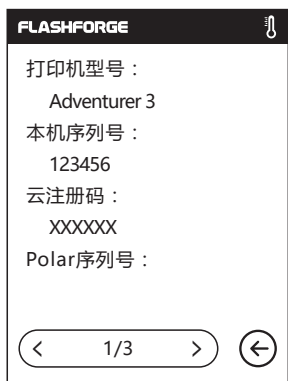 FLASHFORGE
打印机型号：
Adventurer 3
本机序列号：
123456
云注册码：
XXXXXX
Polar序列号：
1/3